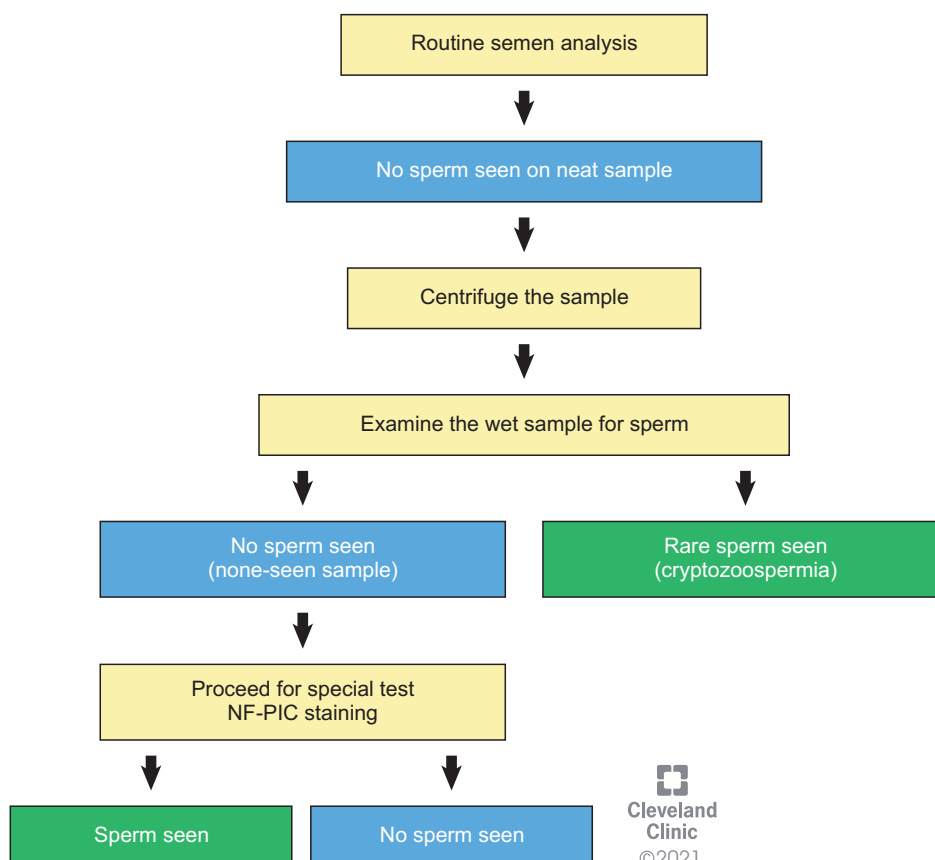 Routine semen analysis
No sperm seen on neat sample
Centrifuge the sample
Examine the wet sample for sperm
No sperm seen
(none-seen sample)
Rare sperm seen
(cryptozoospermia)
Proceed for special test
NF-PIC staining
Sperm seen
No sperm seen
Cleveland
Clinic
©2021